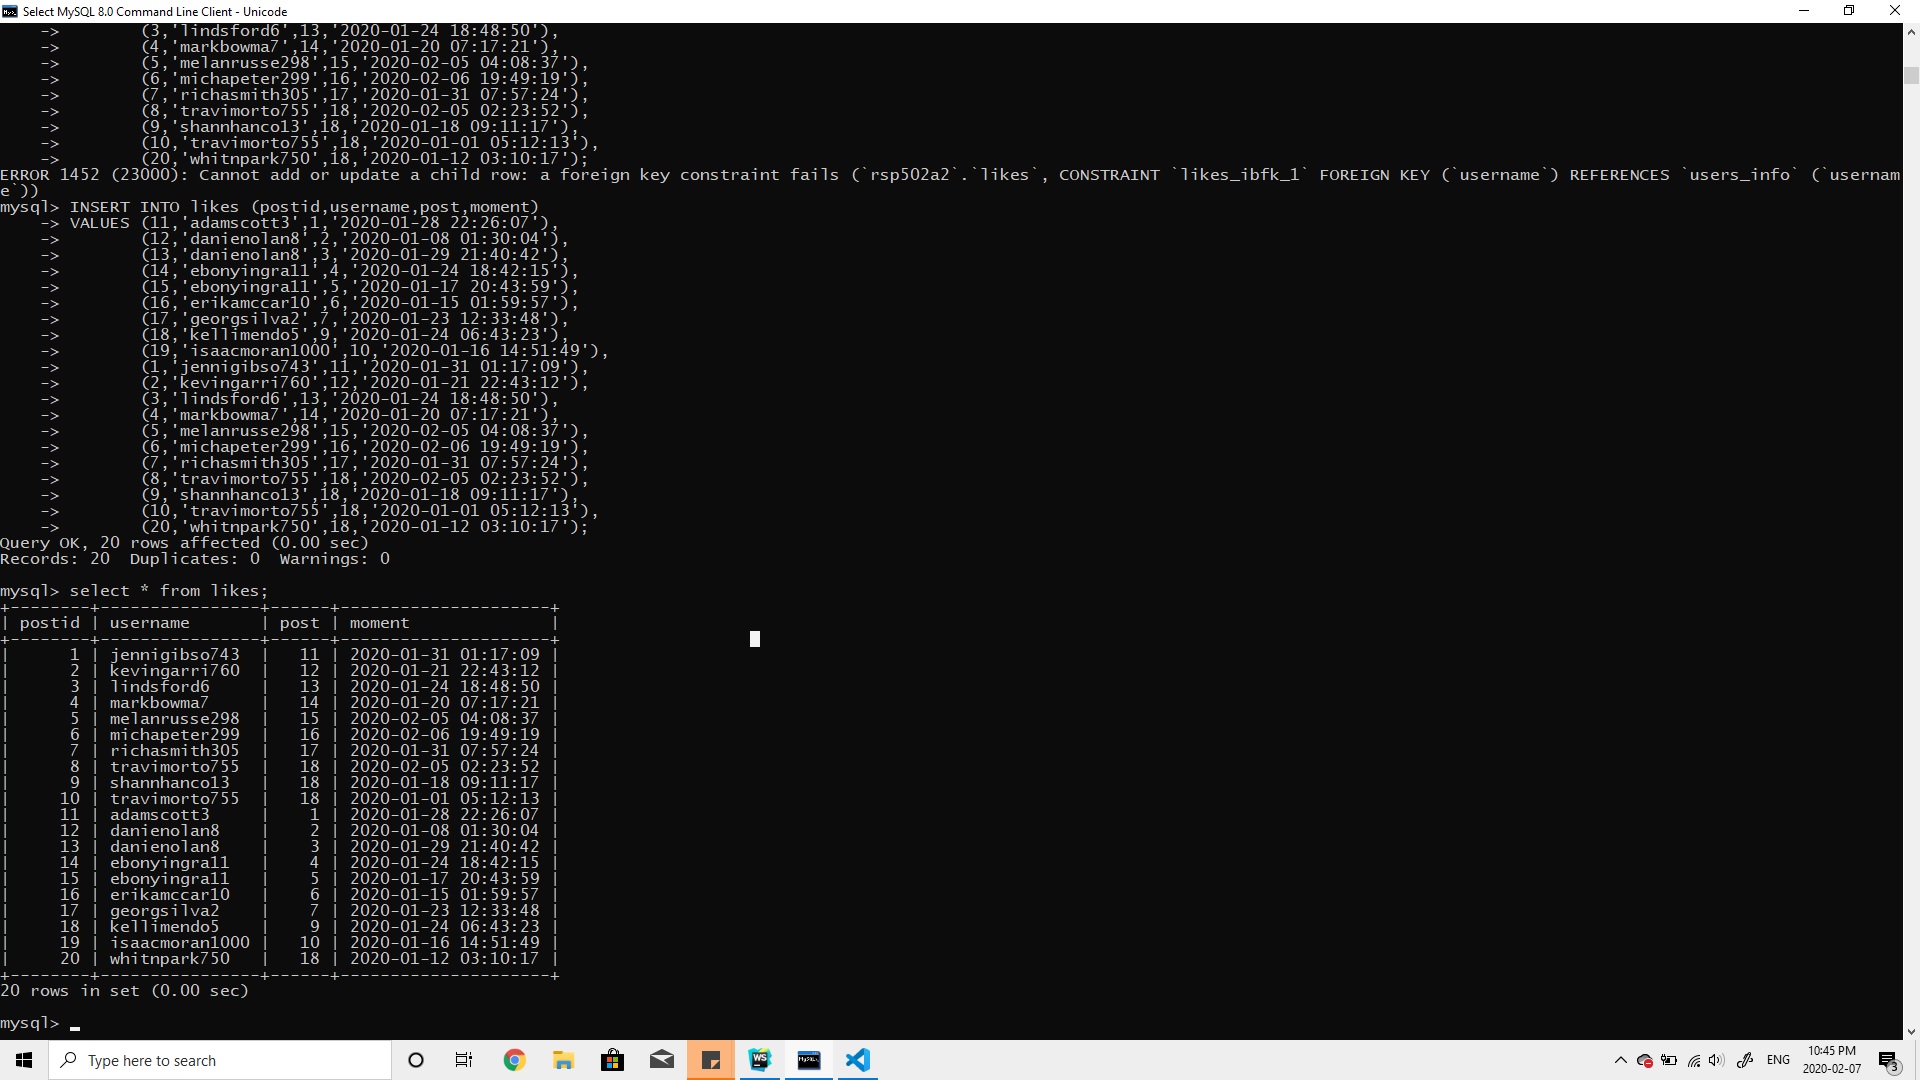 Select MySQL 8.0 Command Line Client - Unicode
    ->         (3,'lindsford6',13,'2020-01-24 18:48:50'),
    ->         (4,'markbowma7',14,'2020-01-20 07:17:21'),
    ->         (5,'melanrusse298',15,'2020-02-05 04:08:37'),
    ->         (6,'michapeter299',16,'2020-02-06 19:49:19'),
    ->         (7,'richasmith305',17,'2020-01-31 07:57:24'),
    ->         (8,'travimorto755',18,'2020-02-05 02:23:52'),
    ->         (9,'shannhanco13',18,'2020-01-18 09:11:17'),
    ->         (10,'travimorto755',18,'2020-01-01 05:12:13'),
    ->         (20,'whitnpark750',18,'2020-01-12 03:10:17');
ERROR 1452 (23000): Cannot add or update a child row: a foreign key constraint fails (`rsp502a2`.`likes`, CONSTRAINT `likes_ibfk_1` FOREIGN KEY (`username`) REFERENCES `users_info` (`usernam
e`))
mysql> INSERT INTO likes (postid,username,post,moment)
    -> VALUES (11,'adamscott3',1,'2020-01-28 22:26:07'),
    ->         (12,'danienolan8',2,'2020-01-08 01:30:04'),
    ->         (13,'danienolan8',3,'2020-01-29 21:40:42'),
    ->         (14,'ebonyingra11',4,'2020-01-24 18:42:15'),
    ->         (15,'ebonyingra11',5,'2020-01-17 20:43:59'),
    ->         (16,'erikamccar10',6,'2020-01-15 01:59:57'),
    ->         (17,'georgsilva2',7,'2020-01-23 12:33:48'),
    ->         (18,'kellimendo5',9,'2020-01-24 06:43:23'),
    ->         (19,'isaacmoran1000',10,'2020-01-16 14:51:49'),
    ->         (1,'jennigibso743',11,'2020-01-31 01:17:09'),
    ->         (2,'kevingarri760',12,'2020-01-21 22:43:12'),
    ->         (3,'lindsford6',13,'2020-01-24 18:48:50'),
    ->         (4,'markbowma7',14,'2020-01-20 07:17:21'),
    ->         (5,'melanrusse298',15,'2020-02-05 04:08:37'),
    ->         (6,'michapeter299',16,'2020-02-06 19:49:19'),
    ->         (7,'richasmith305',17,'2020-01-31 07:57:24'),
    ->         (8,'travimorto755',18,'2020-02-05 02:23:52'),
    ->         (9,'shannhanco13',18,'2020-01-18 09:11:17'),
    ->         (10,'travimorto755',18,'2020-01-01 05:12:13'),
    ->         (20,'whitnpark750',18,'2020-01-12 03:10:17');
Query OK, 20 rows affected (0.00 sec)
Records: 20  Duplicates: 0  Warnings: 0
mysql> select * from likes;
+--------+----------------+------+---------------------+
| postid | username       | post | moment              |
+--------+----------------+------+---------------------+
|      1 | jennigibso743  |   11 | 2020-01-31 01:17:09 |
|      2 | kevingarri760  |   12 | 2020-01-21 22:43:12 |
|      3 | lindsford6     |   13 | 2020-01-24 18:48:50 |
|      4 | markbowma7     |   14 | 2020-01-20 07:17:21 |
|      5 | melanrusse298  |   15 | 2020-02-05 04:08:37 |
|      6 | michapeter299  |   16 | 2020-02-06 19:49:19 |
|      7 | richasmith305  |   17 | 2020-01-31 07:57:24 |
|      8 | travimorto755  |   18 | 2020-02-05 02:23:52 |
|      9 | shannhanco13   |   18 | 2020-01-18 09:11:17 |
|     10 | travimorto755  |   18 | 2020-01-01 05:12:13 |
|     11 | adamscott3     |    1 | 2020-01-28 22:26:07 |
|     12 | danienolan8    |    2 | 2020-01-08 01:30:04 |
|     13 | danienolan8    |    3 | 2020-01-29 21:40:42 |
|     14 | ebonyingra11   |    4 | 2020-01-24 18:42:15 |
|     15 | ebonyingra11   |    5 | 2020-01-17 20:43:59 |
|     16 | erikamccar10   |    6 | 2020-01-15 01:59:57 |
|     17 | georgsilva2    |    7 | 2020-01-23 12:33:48 |
|     18 | kellimendo5    |    9 | 2020-01-24 06:43:23 |
|     19 | isaacmoran1000 |   10 | 2020-01-16 14:51:49 |
|     20 | whitnpark750   |   18 | 2020-01-12 03:10:17 |
+--------+----------------+------+---------------------+
20 rows in set (0.00 sec)
mysql> _
Type here to search
WS
MySQL
ENG
10:45 PM
2020-02-07
3